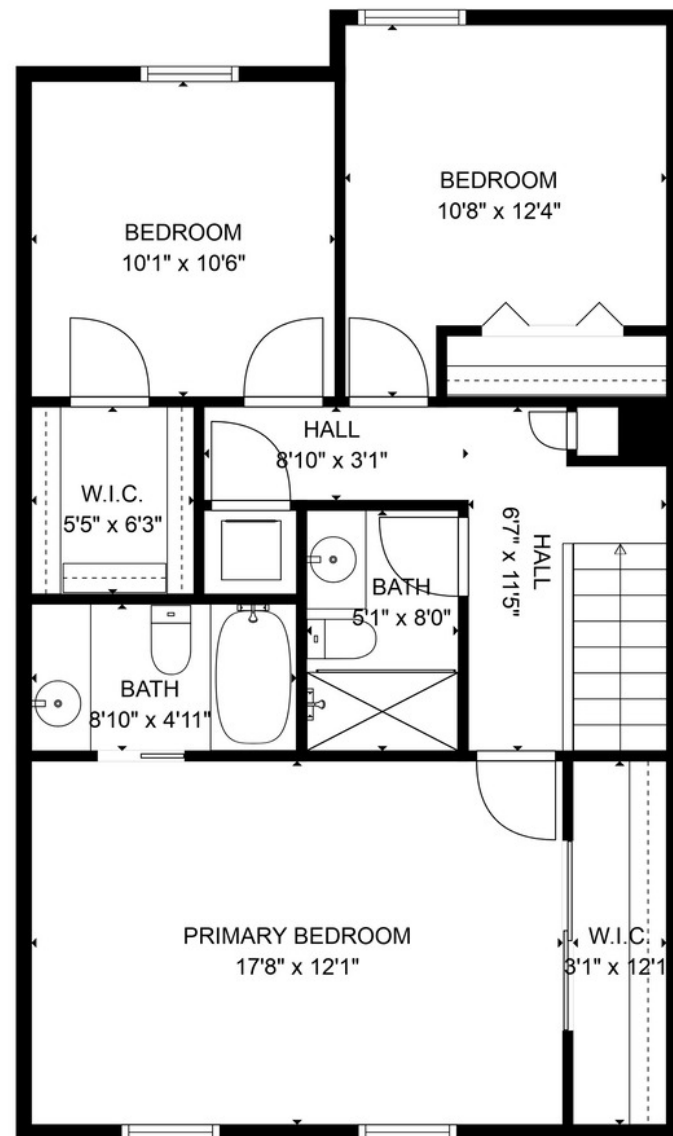 BEDROOM
10'8" x 12'4"
BEDROOM
10'1" x 10'6"
HALL
8'10" x 3'1"
W.I.C.
5'5" x 6'3"
HALL
6'7" x 11'5"
BATH
5'1" x 8'0"
BATH
8'10" x 4'11"
PRIMARY BEDROOM
17'8" x 12'1"
W.I.C.
3'1" x 12'1